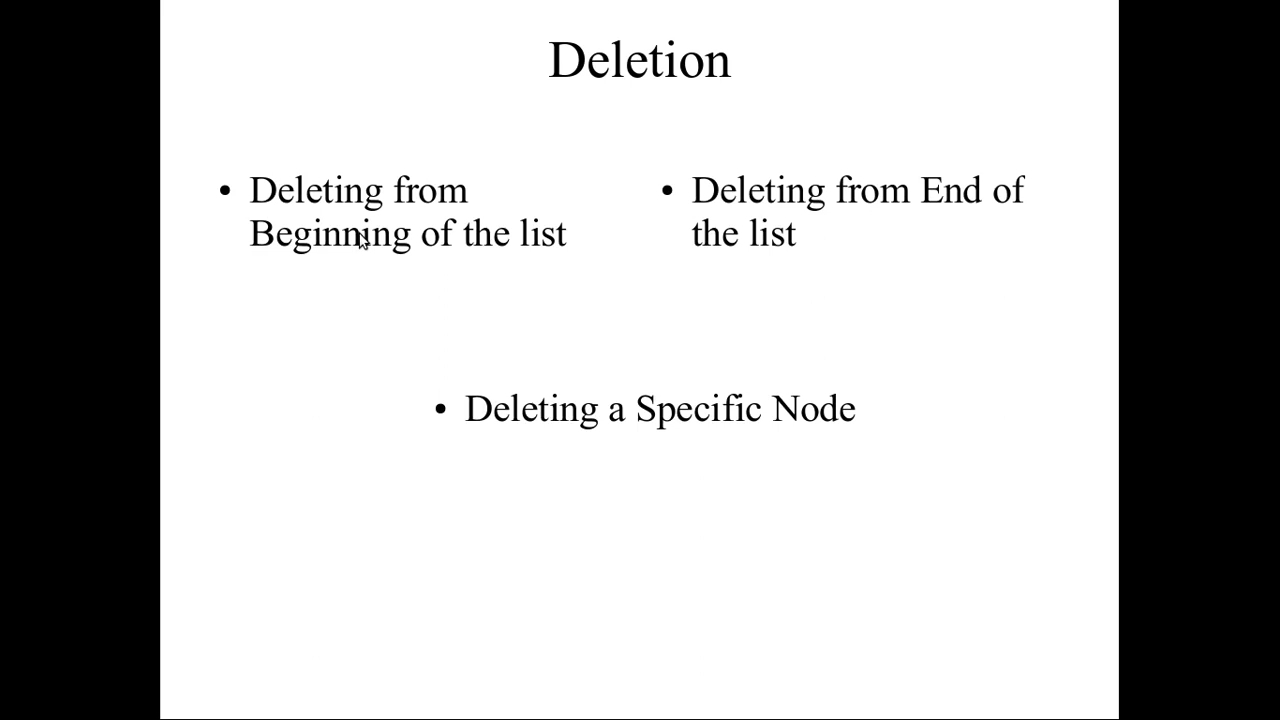 Deletion
• Deleting from
Beginning of the list
• Deleting from End of
the list
• Deleting a Specific Node